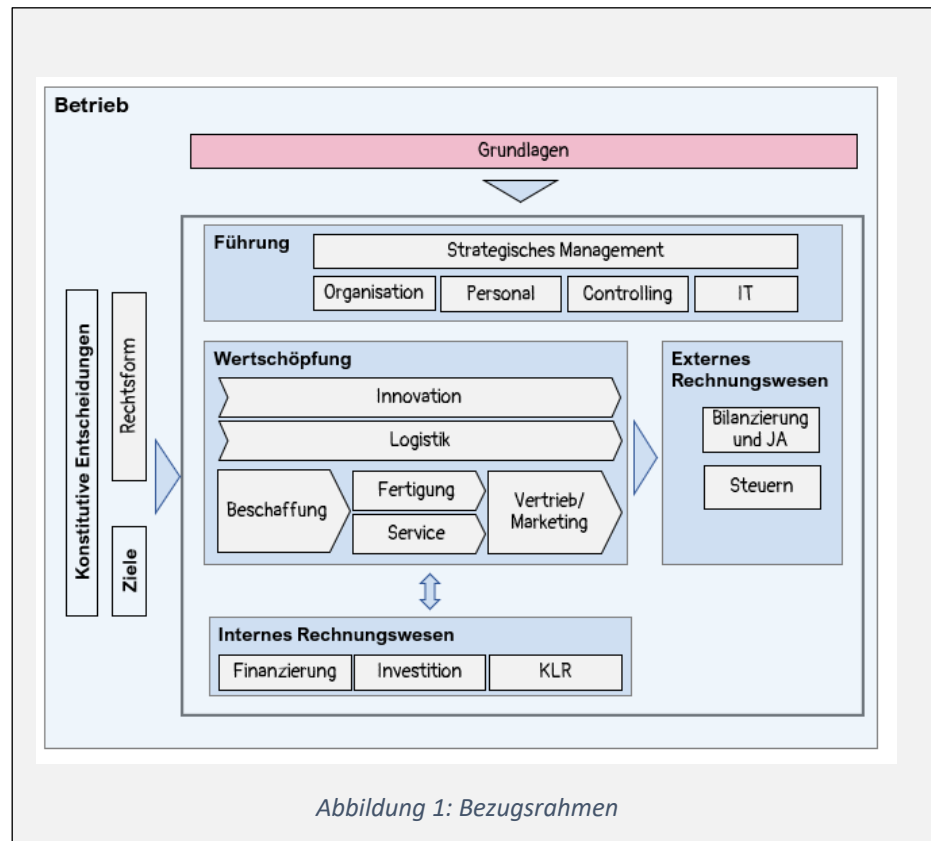 Betrieb
Grundlagen
Führung
Strategisches Management
Organisation
Personal
Controlling
IT
Konstitutive Entscheidungen
Rechtsform
Ziele
Wertschöpfung
Innovation
Logistik
Beschaffung
Fertigung
Service
Vertrieb/
Marketing
Externes
Rechnungswesen
Bilanzierung
und JA
Steuern
Internes Rechnungswesen
Finanzierung
Investition
KLR
Abbildung 1: Bezugsrahmen